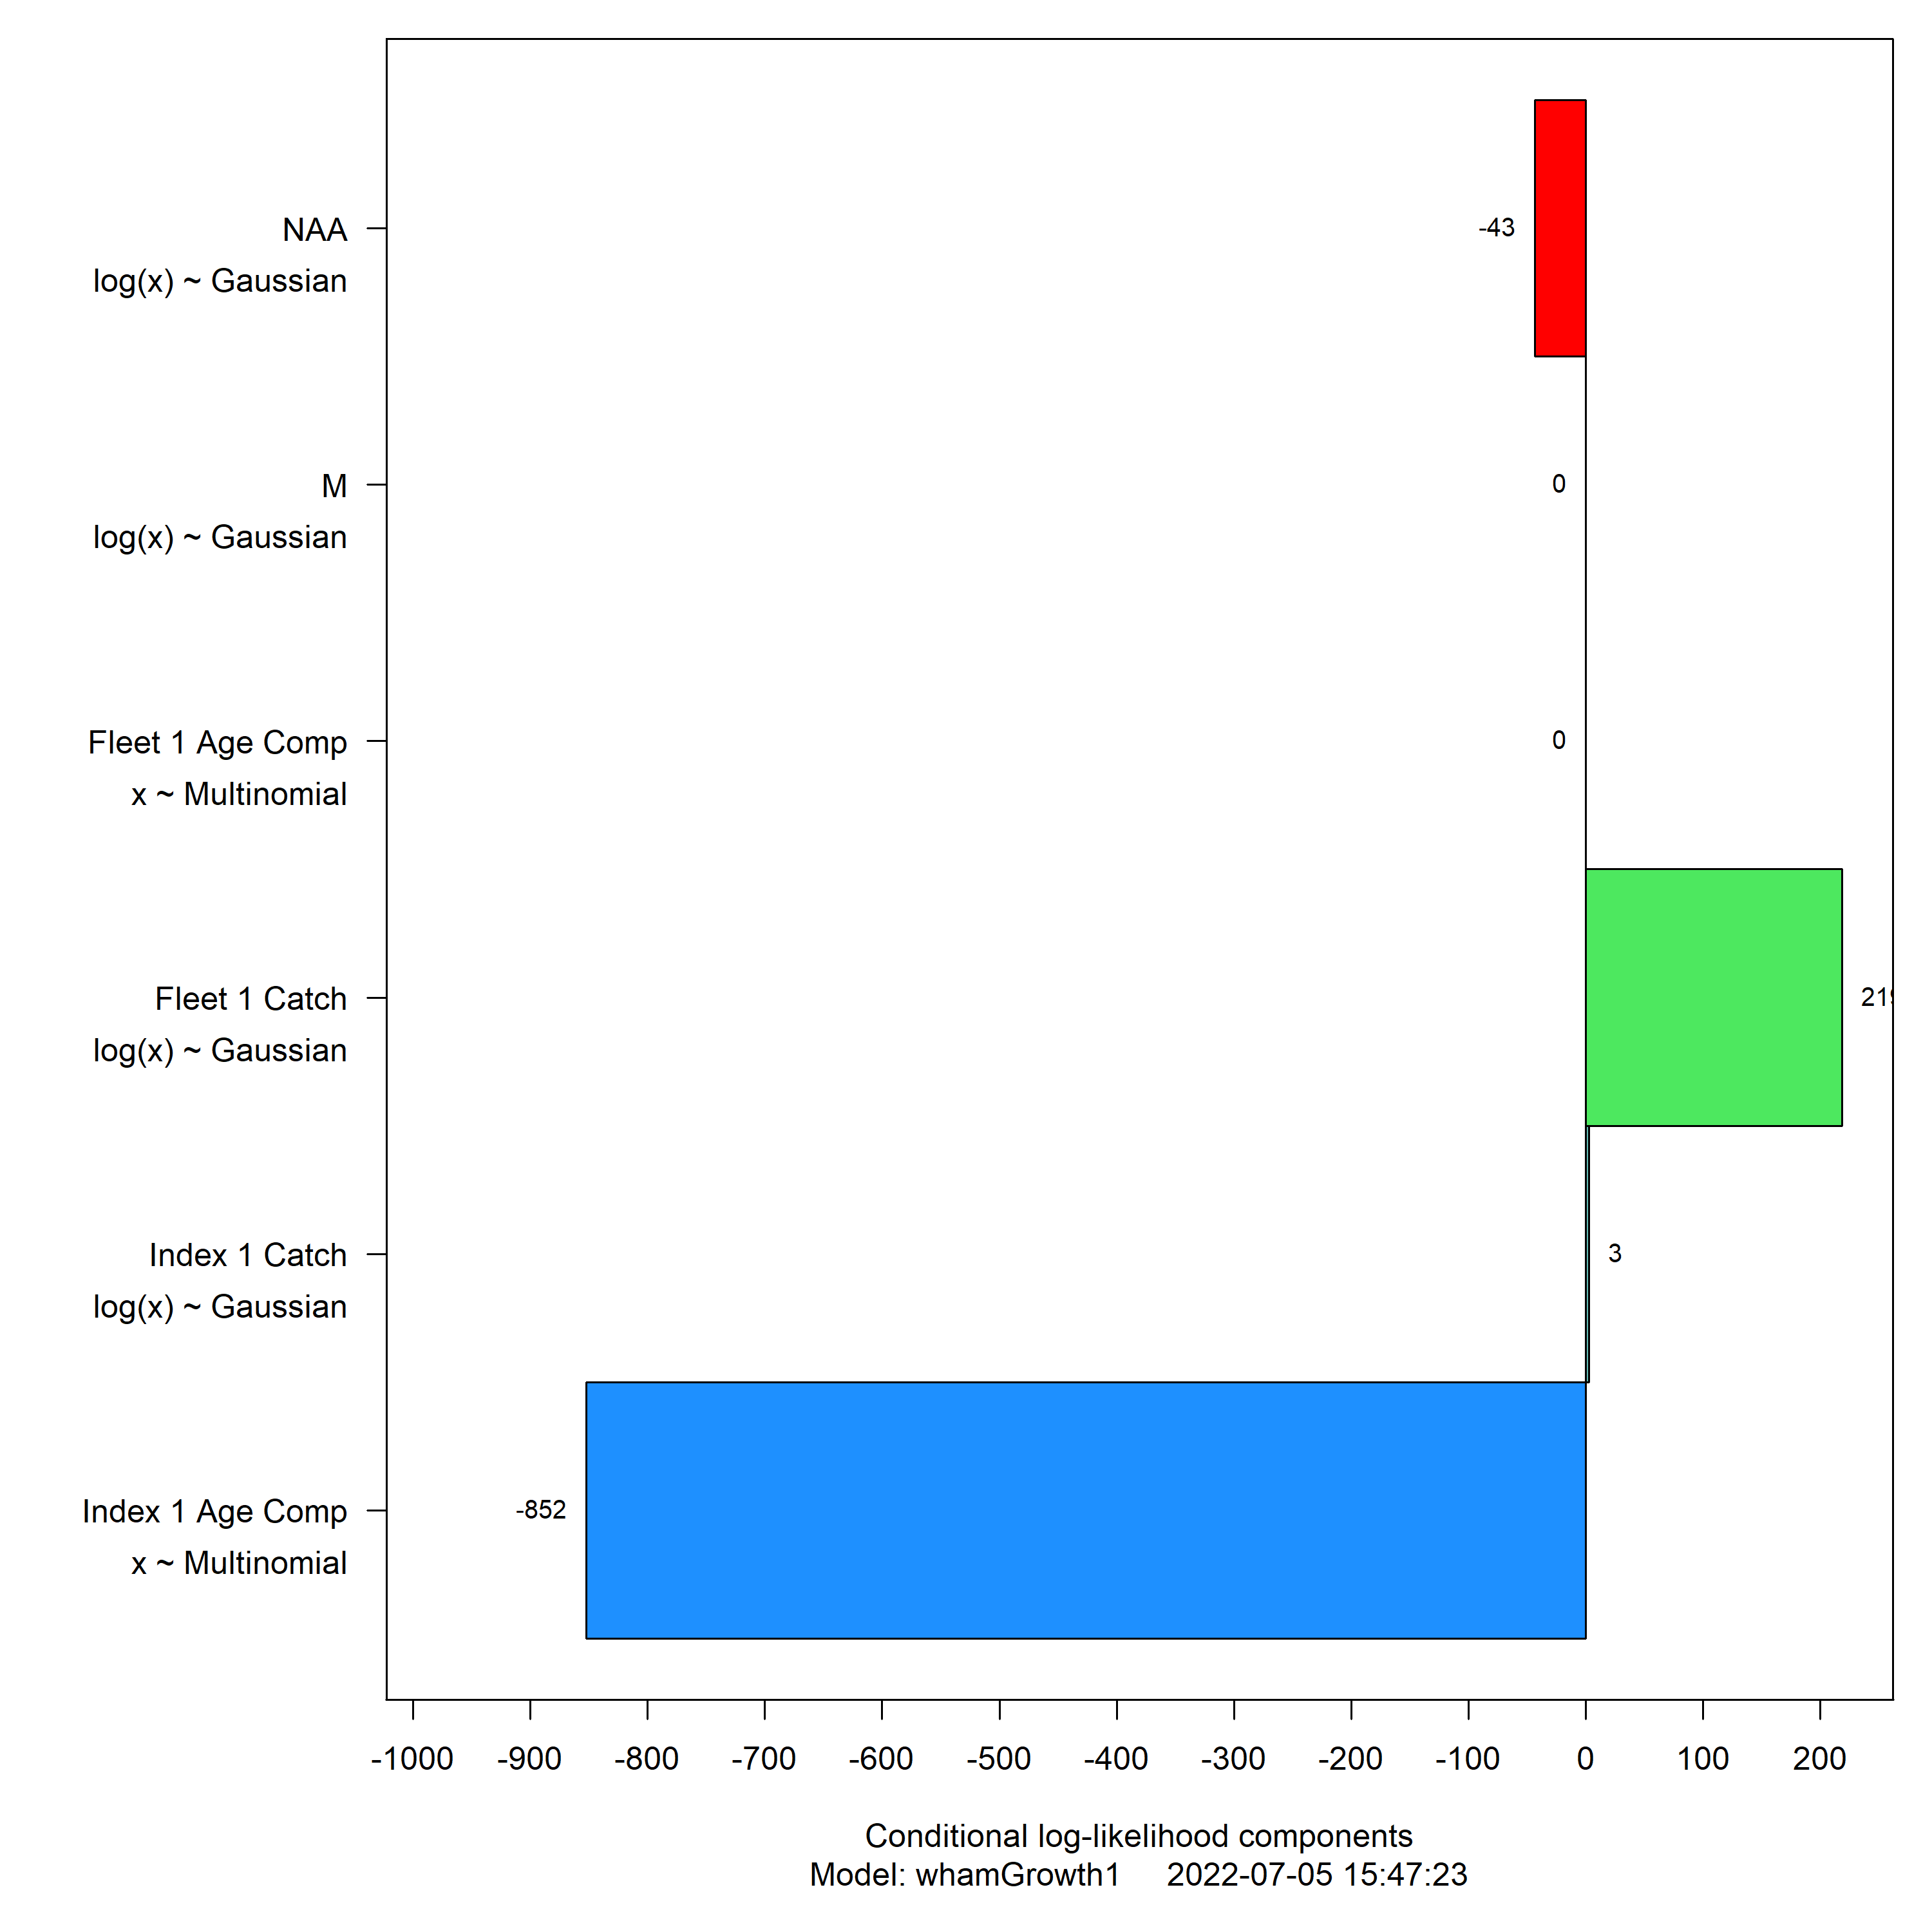 NAA
log(x) ~ Gaussian
-43
M
log(x) ~ Gaussian
0
Fleet 1 Age Comp
x ~ Multinomial
0
Fleet 1 Catch
log(x) ~ Gaussian
219
Index 1 Catch
log(x) ~ Gaussian
3
Index 1 Age Comp
x ~ Multinomial
-852
-1000 -900 -800 -700 -600 -500 -400 -300 -200 -100 0 100 200
Conditional log-likelihood components
Model: whamGrowth1 2022-07-05 15:47:23